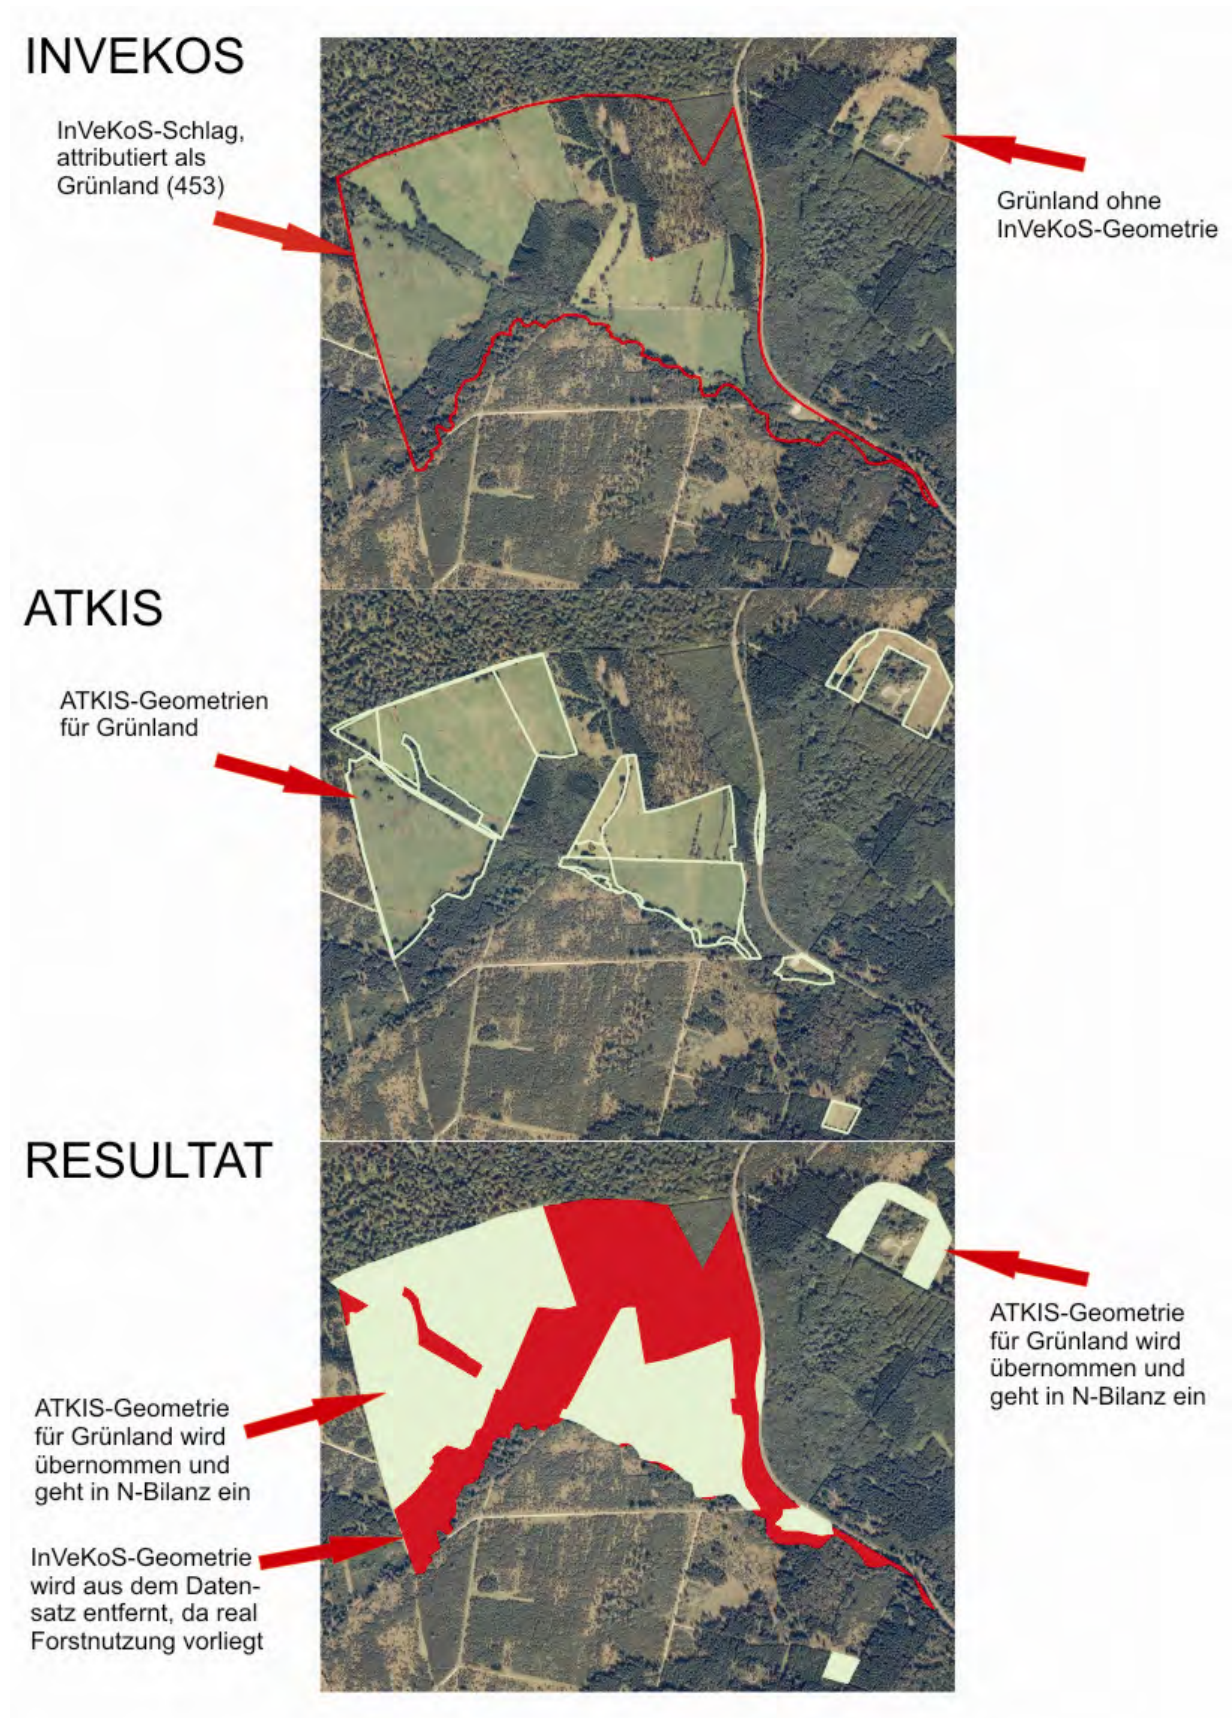 INVEKOS
InVeKoS-Schlag,
attributiert als
Grünland (453)
Grünland ohne
InVeKoS-Geometrie
ATKIS
ATKIS-Geometrien
für Grünland
RESULTAT
ATKIS-Geometrie
für Grünland wird
übernommen und
geht in N-Bilanz ein
ATKIS-Geometrie
für Grünland wird
übernommen und
geht in N-Bilanz ein
InVeKoS-Geometrie
wird aus dem Daten-
satz entfernt, da real
Forstnutzung vorliegt